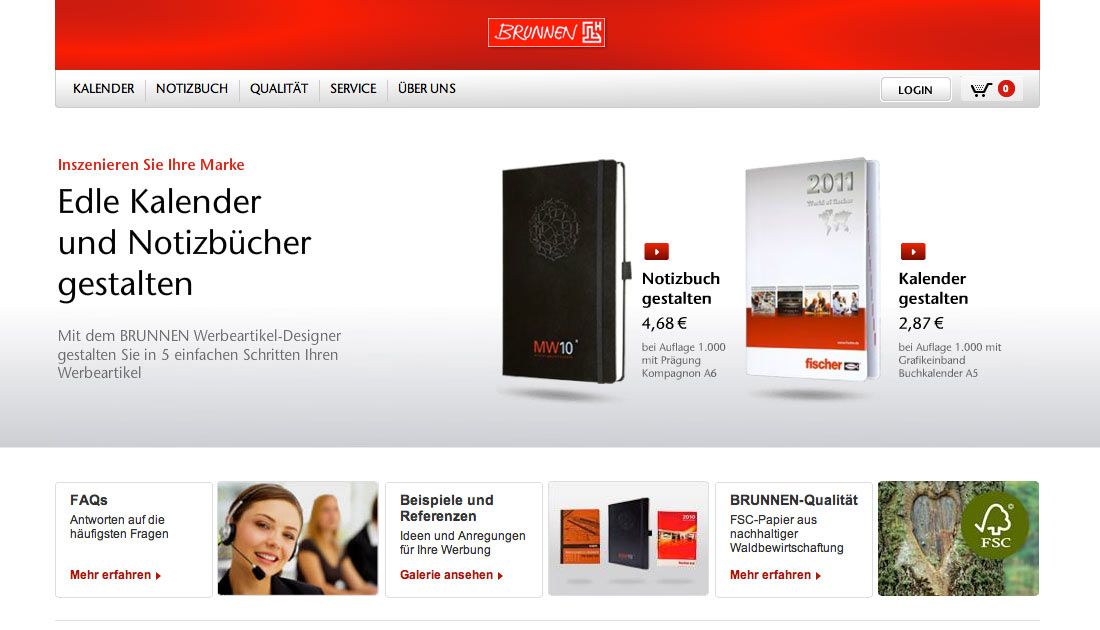 BRUNNEN
KALENDER
NOTIZBUCH
QUALITÄT
SERVICE
ÜBER UNS
LOGIN
0
Inszenieren Sie Ihre Marke
Edle Kalender
und Notizbücher
gestalten
Mit dem BRUNNEN Werbeartikel-Designer
gestalten Sie in 5 einfachen Schritten Ihren
Werbeartikel
MW10
Notizbuch
gestalten
4,68 €
bei Auflage 1.000
mit Prägung
Kompagnon A6
2011
World of fischer
fischer
Kalender
gestalten
2,87 €
bei Auflage 1.000 mit
Grafikeinband
Buchkalender A5
FAQs
Antworten auf die
häufigsten Fragen
Mehr erfahren
Beispiele und
Referenzen
Ideen und Anregungen
für Ihre Werbung
Galerie ansehen
MW10
2010
BRUNNEN-Qualität
FSC-Papier aus
nachhaltiger
Waldbewirtschaftung
Mehr erfahren
FSC